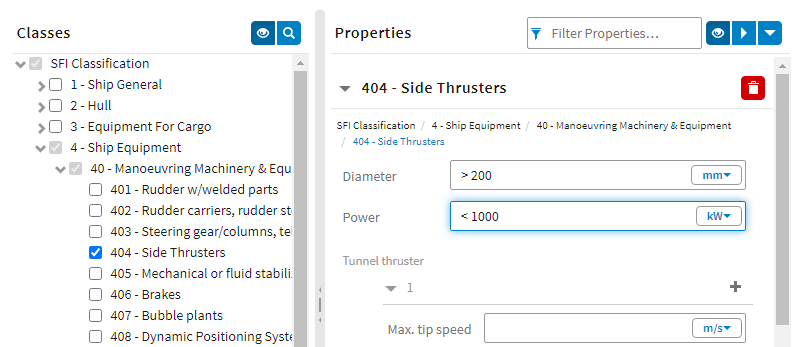 Classes
Properties
Filter Properties...
SFI Classification
1 - Ship General
2 - Hull
3 - Equipment For Cargo
4 - Ship Equipment
40 - Manoeuvring Machinery & Equ
401 - Rudder w/welded parts
402 - Rudder carriers, rudder st
403 - Steering gear/columns, te
404 - Side Thrusters
405 - Mechanical or fluid stabili
406 - Brakes
407 - Bubble plants
408 - Dynamic Positioning Syste
404 - Side Thrusters
SFI Classification / 4 - Ship Equipment / 40 - Manoeuvring Machinery & Equipment
/ 404 - Side Thrusters
Diameter > 200 mm
Power < 1000 kW
Tunnel thruster
1
Max. tip speed m/s